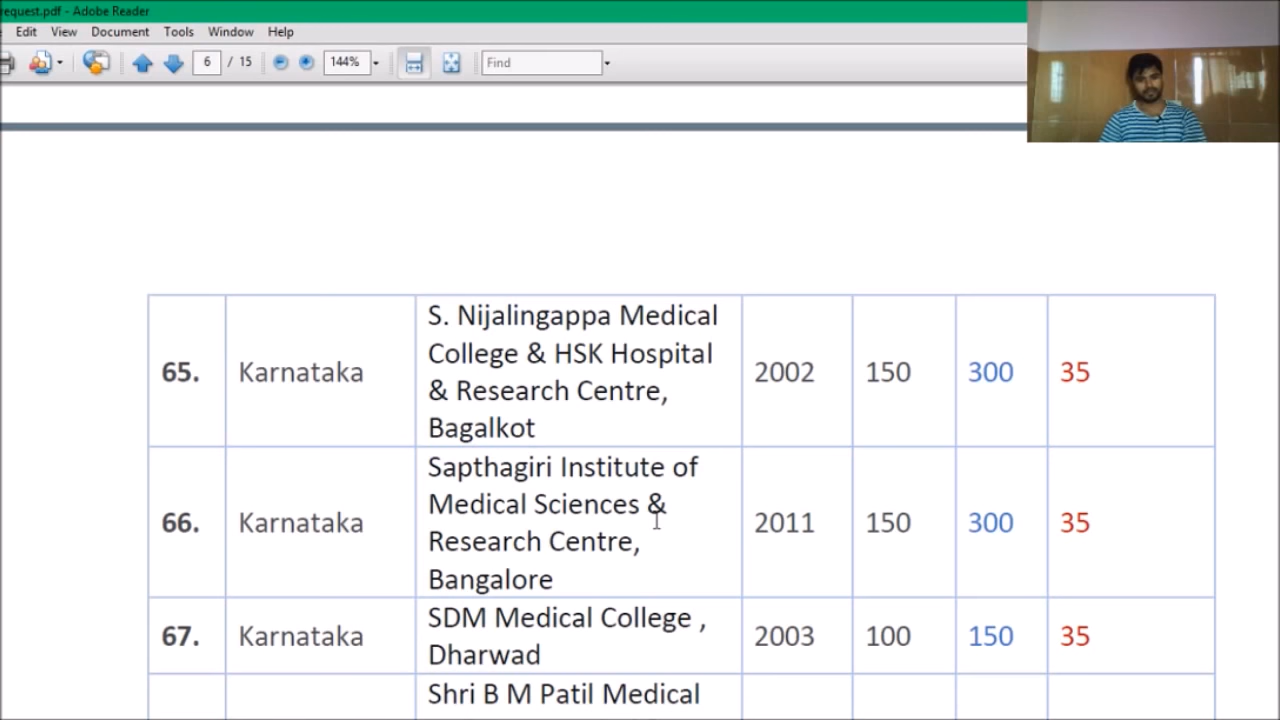 request.pdf - Adobe Reader
Edit View Document Tools Window Help
6 / 15 144% Find
65. Karnataka S. Nijalingappa Medical College & HSK Hospital & Research Centre, Bagalkot 2002 150 300 35
66. Karnataka Sapthagiri Institute of Medical Sciences & Research Centre, Bangalore 2011 150 300 35
67. Karnataka SDM Medical College , Dharwad 2003 100 150 35
Shri B M Patil Medical